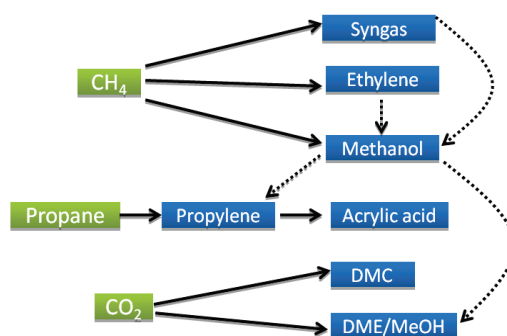 Syngas
CH₄
Ethylene
Methanol
Propane
Propylene
Acrylic acid
DMC
CO₂
DME/MeOH